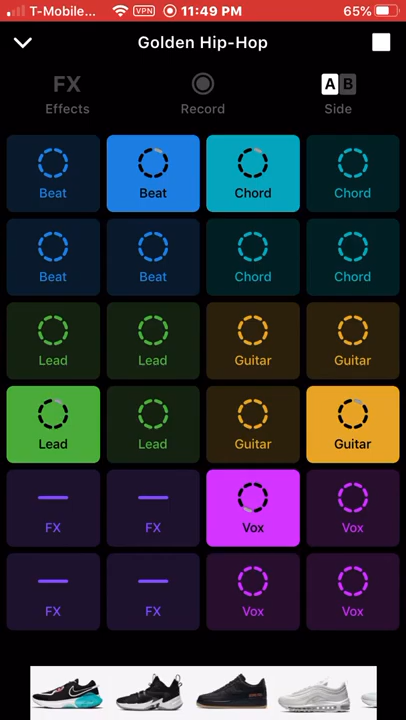 T-Mobile... VPN 11:49 PM 65%
Golden Hip-Hop
FX A B
Effects Record Side
Beat Beat Chord Chord
Beat Beat Chord Chord
Lead Lead Guitar Guitar
Lead Lead Guitar Guitar
FX FX Vox Vox
FX FX Vox Vox